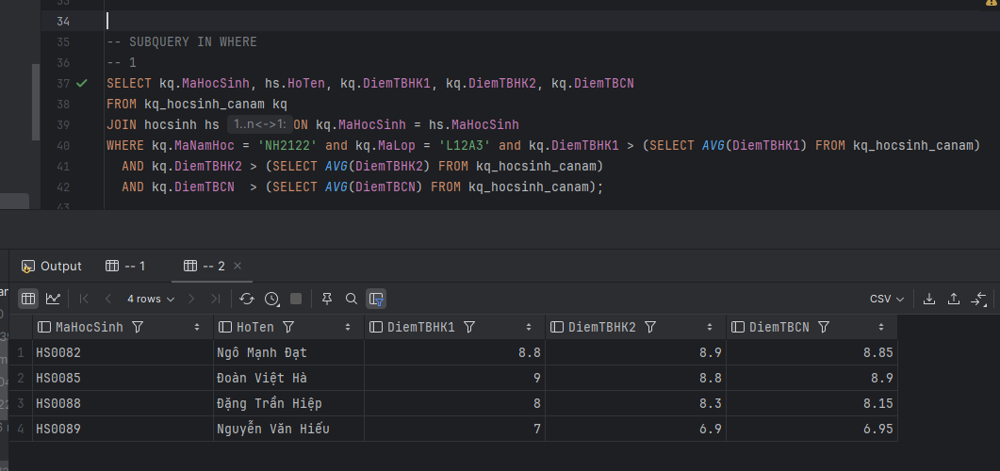 34
35 -- SUBQUERY IN WHERE
36 -- 1
37 SELECT kq.MaHocSinh, hs.HoTen, kq.DiemTBHK1, kq.DiemTBHK2, kq.DiemTBCN
38 FROM kq_hocsinh_canam kq
39 JOIN hocsinh hs 1..n<->1: ON kq.MaHocSinh = hs.MaHocSinh
40 WHERE kq.MaNamHoc = 'NH2122' and kq.MaLop = 'L12A3' and kq.DiemTBHK1 > (SELECT AVG(DiemTBHK1) FROM kq_hocsinh_canam)
41 AND kq.DiemTBHK2 > (SELECT AVG(DiemTBHK2) FROM kq_hocsinh_canam)
42 AND kq.DiemTBCN > (SELECT AVG(DiemTBCN) FROM kq_hocsinh_canam);
43
Output -- 1 -- 2
4 rows CSV
MaHocSinh HoTen DiemTBHK1 DiemTBHK2 DiemTBCN
1 HS0082 Ngô Mạnh Đạt 8.8 8.9 8.85
2 HS0085 Đoàn Việt Hà 9 8.8 8.9
3 HS0088 Đặng Trần Hiệp 8 8.3 8.15
4 HS0089 Nguyễn Văn Hiếu 7 6.9 6.95